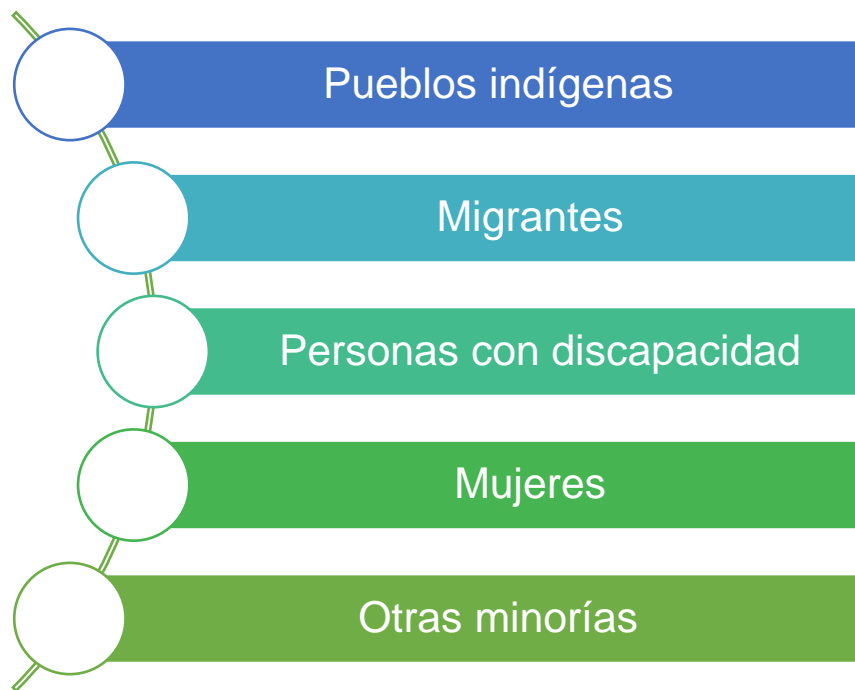 Pueblos indígenas
Migrantes
Personas con discapacidad
Mujeres
Otras minorías